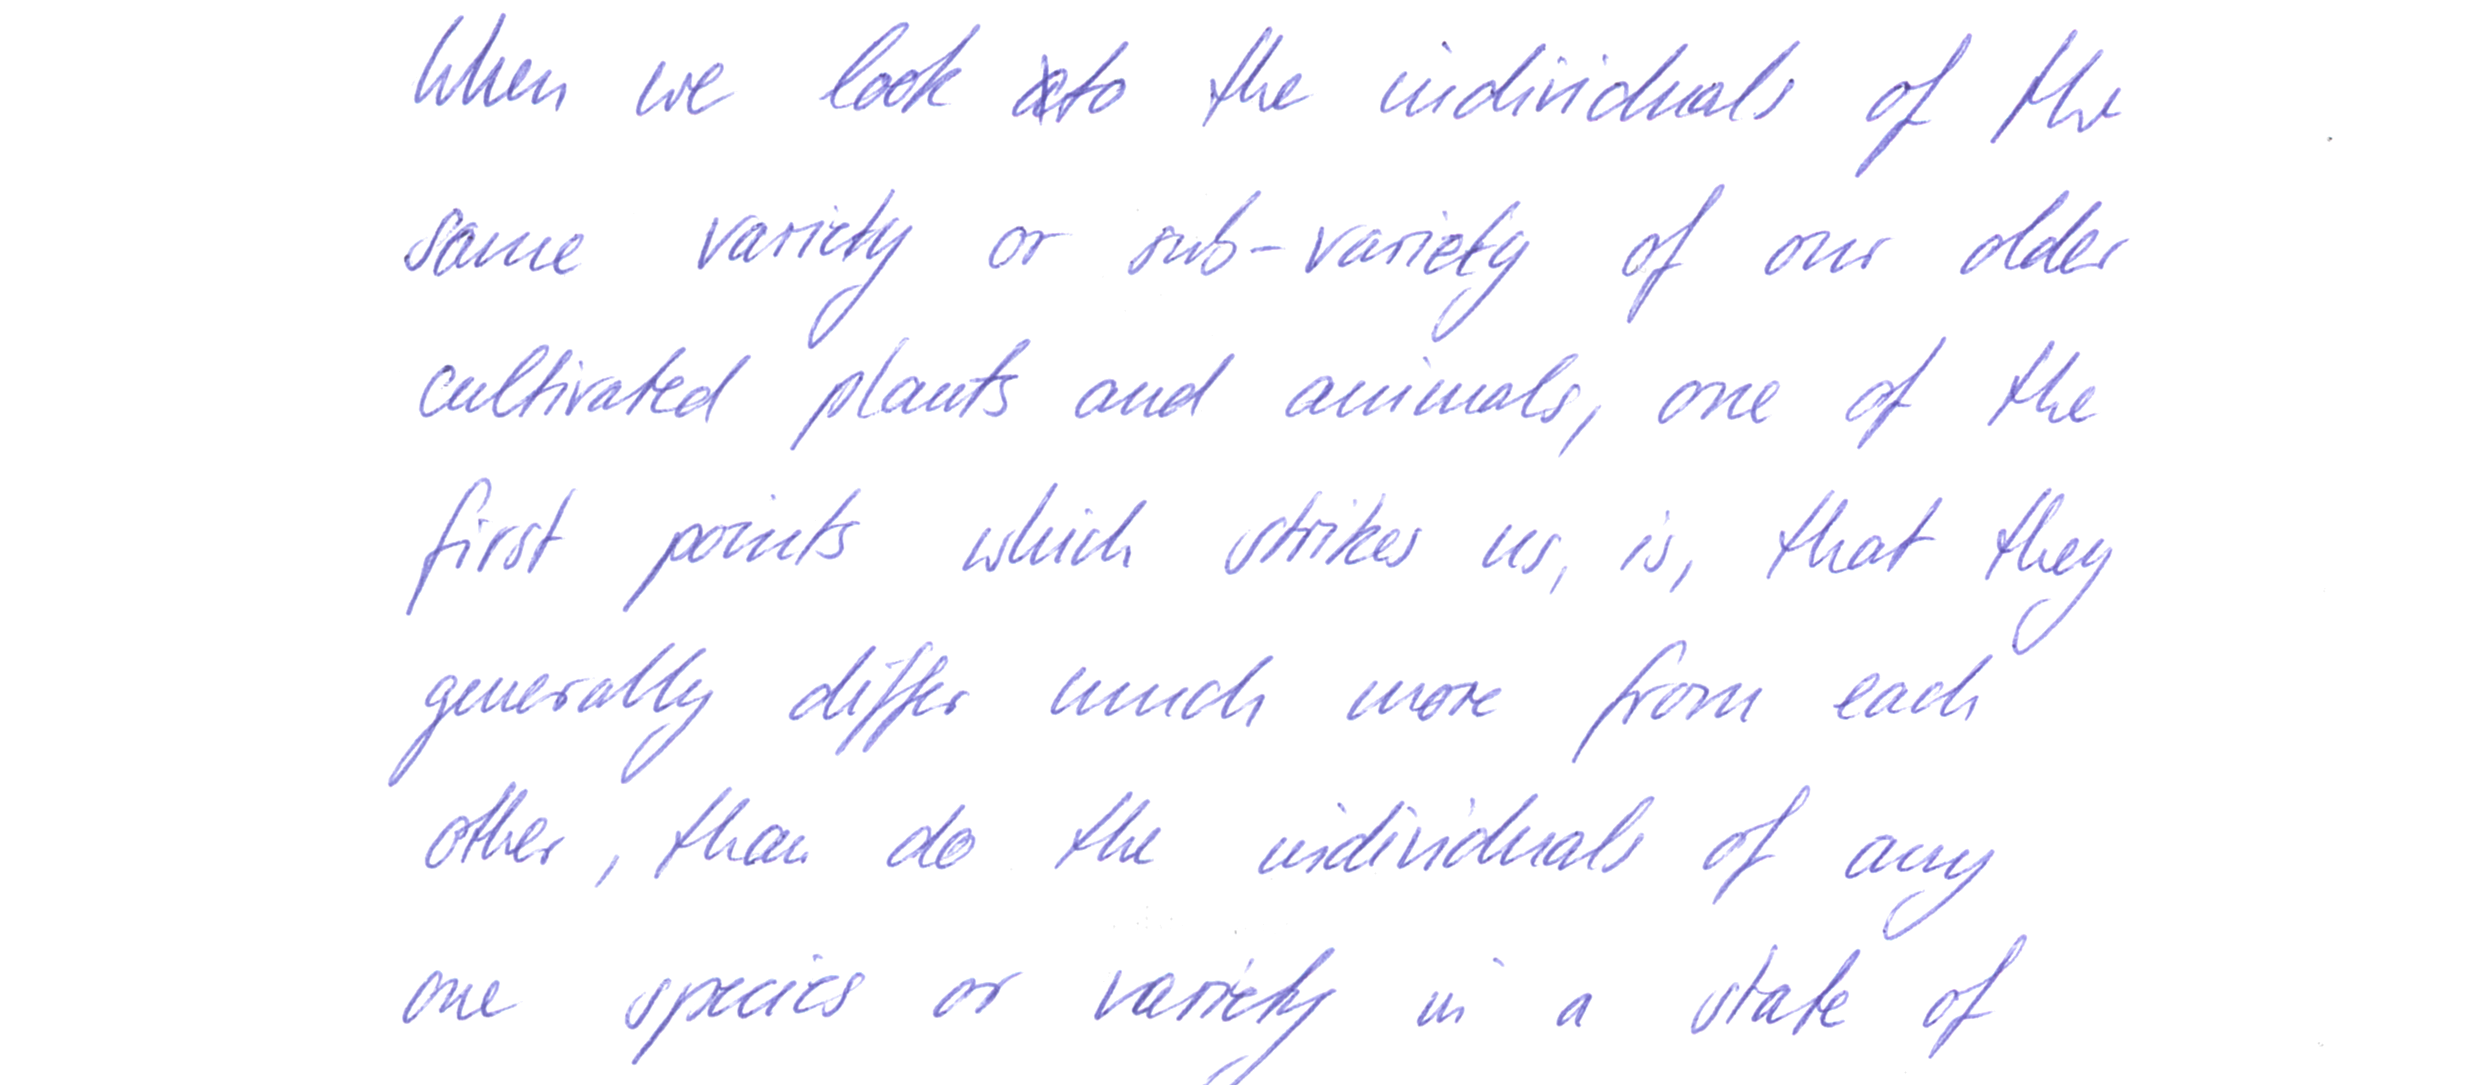 When we look to the individuals of the
same variety or sub-variety of our older
cultivated plants and animals, one of the
first points which strikes us, is, that they
generally differ much more from each
other, than do the individuals of any
one species or variety in a state of